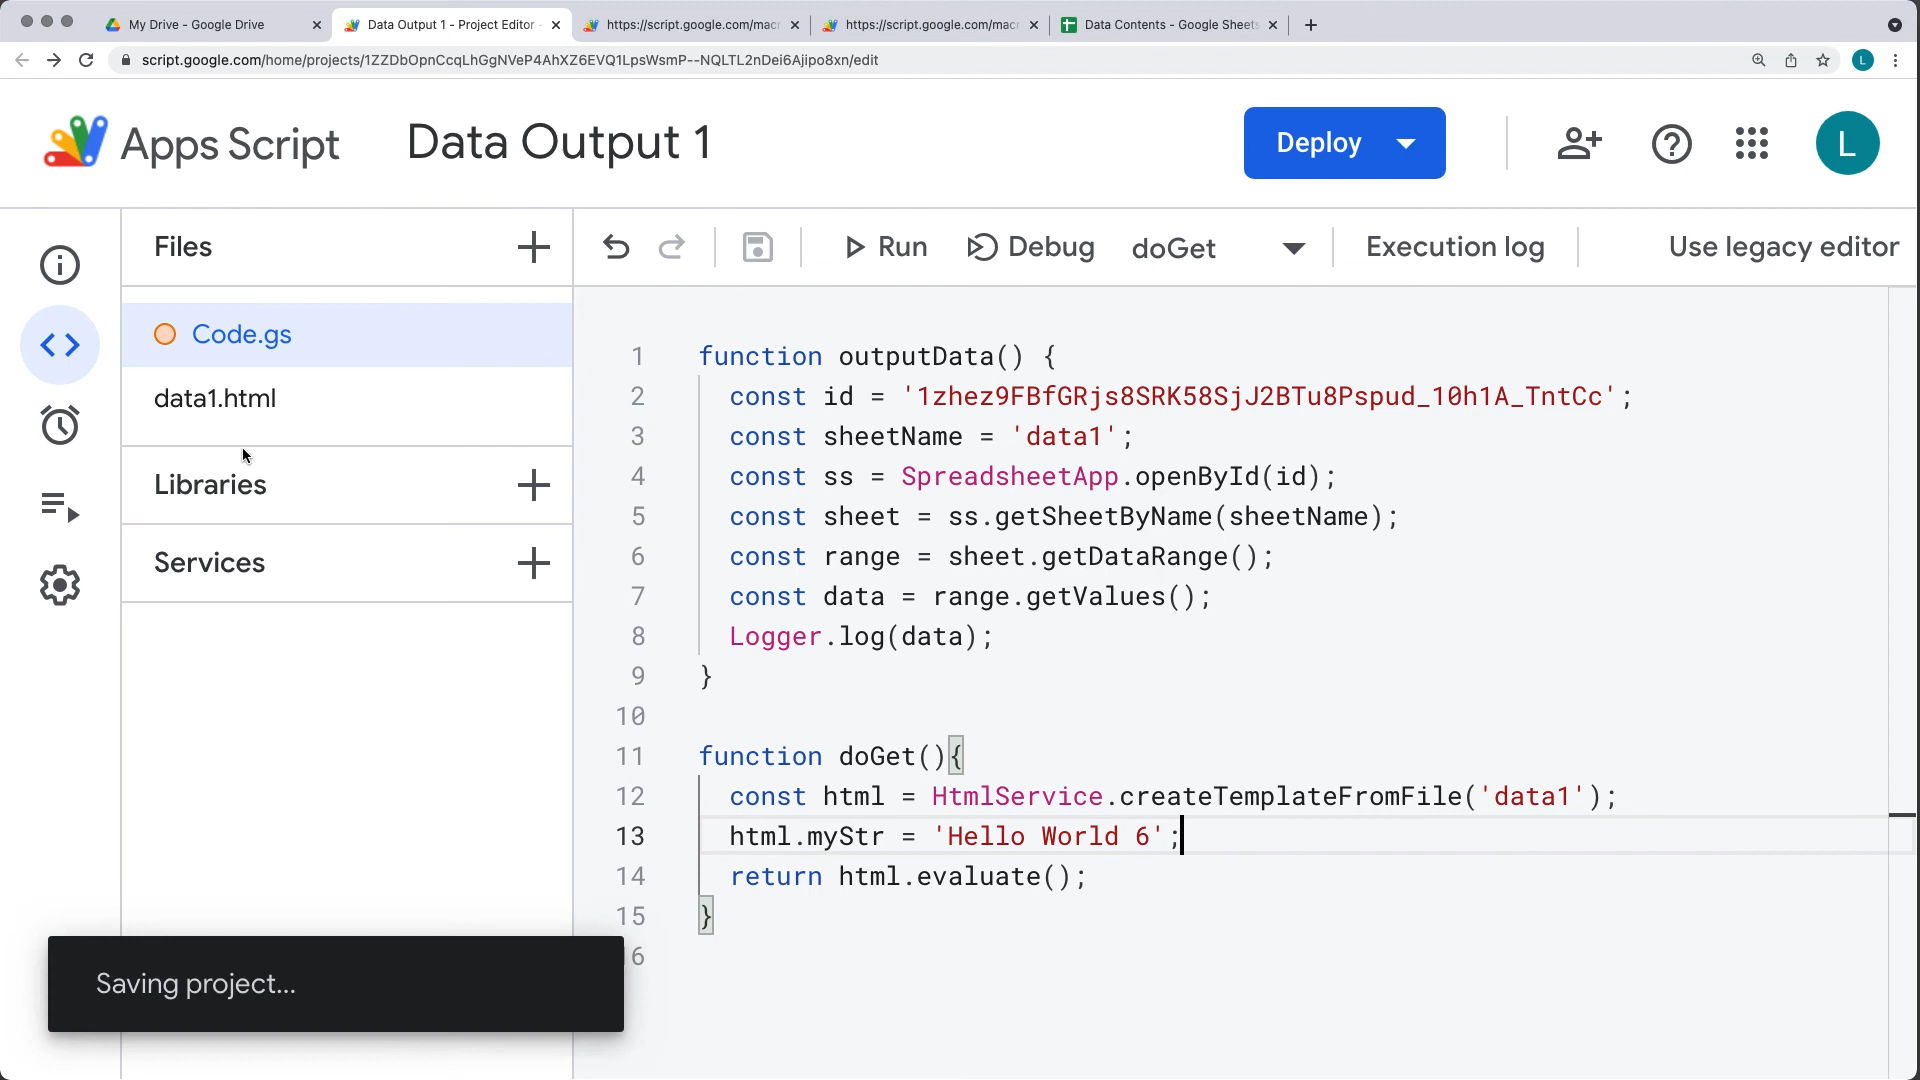 My Drive - Google Drive
Data Output 1 - Project Editor -
https://script.google.com/macr
https://script.google.com/macr
Data Contents - Google Sheets
script.google.com/home/projects/1ZZDbOpnCcqLhGgNVeP4AhXZ6EVQ1LpsWsmP--NQLTL2nDei6Ajipo8xn/edit
L
Apps Script
Data Output 1
Deploy
L
Files
Run
Debug
doGet
Execution log
Use legacy editor
Code.gs
data1.html
Libraries
Services
1 function outputData() {
2 const id = '1zhez9FBfGRjs8SRK58SjJ2BTu8Pspud_10h1A_TntCc';
3 const sheetName = 'data1';
4 const ss = SpreadsheetApp.openById(id);
5 const sheet = ss.getSheetByName(sheetName);
6 const range = sheet.getDataRange();
7 const data = range.getValues();
8 Logger.log(data);
9 }
10
11 function doGet(){
12 const html = HtmlService.createTemplateFromFile('data1');
13 html.myStr = 'Hello World 6';
14 return html.evaluate();
15 }
6
Saving project...